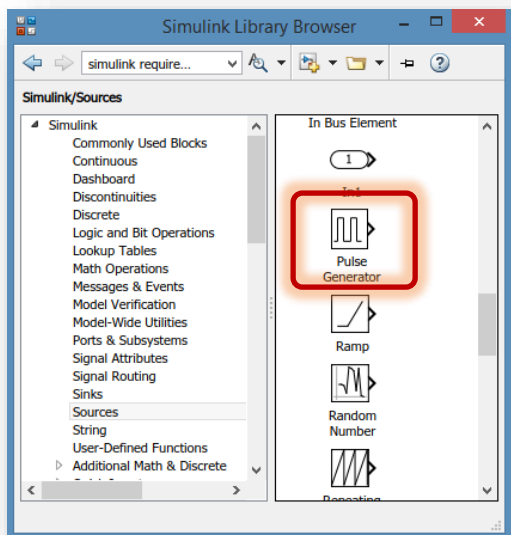 Simulink Library Browser
simulink require...
Simulink/Sources
Simulink
Commonly Used Blocks
Continuous
Dashboard
Discontinuities
Discrete
Logic and Bit Operations
Lookup Tables
Math Operations
Messages & Events
Model Verification
Model-Wide Utilities
Ports & Subsystems
Signal Attributes
Signal Routing
Sinks
Sources
String
User-Defined Functions
Additional Math & Discrete
In Bus Element
1
In1
Pulse
Generator
Ramp
Random
Number
Repeating